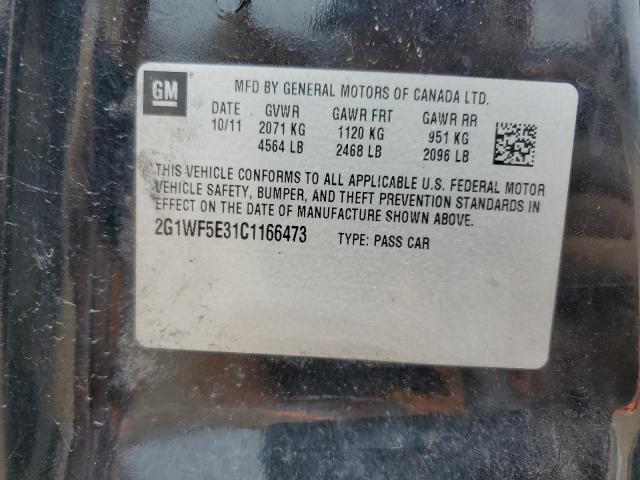 GM
MFD BY GENERAL MOTORS OF CANADA LTD.
DATE GVWR GAWR FRT GAWR RR
10/11 2071 KG 1120 KG 951 KG
4564 LB 2468 LB 2096 LB
THIS VEHICLE CONFORMS TO ALL APPLICABLE U.S. FEDERAL MOTOR
VEHICLE SAFETY, BUMPER, AND THEFT PREVENTION STANDARDS IN
EFFECT ON THE DATE OF MANUFACTURE SHOWN ABOVE.
2G1WF5E31C1166473 TYPE: PASS CAR